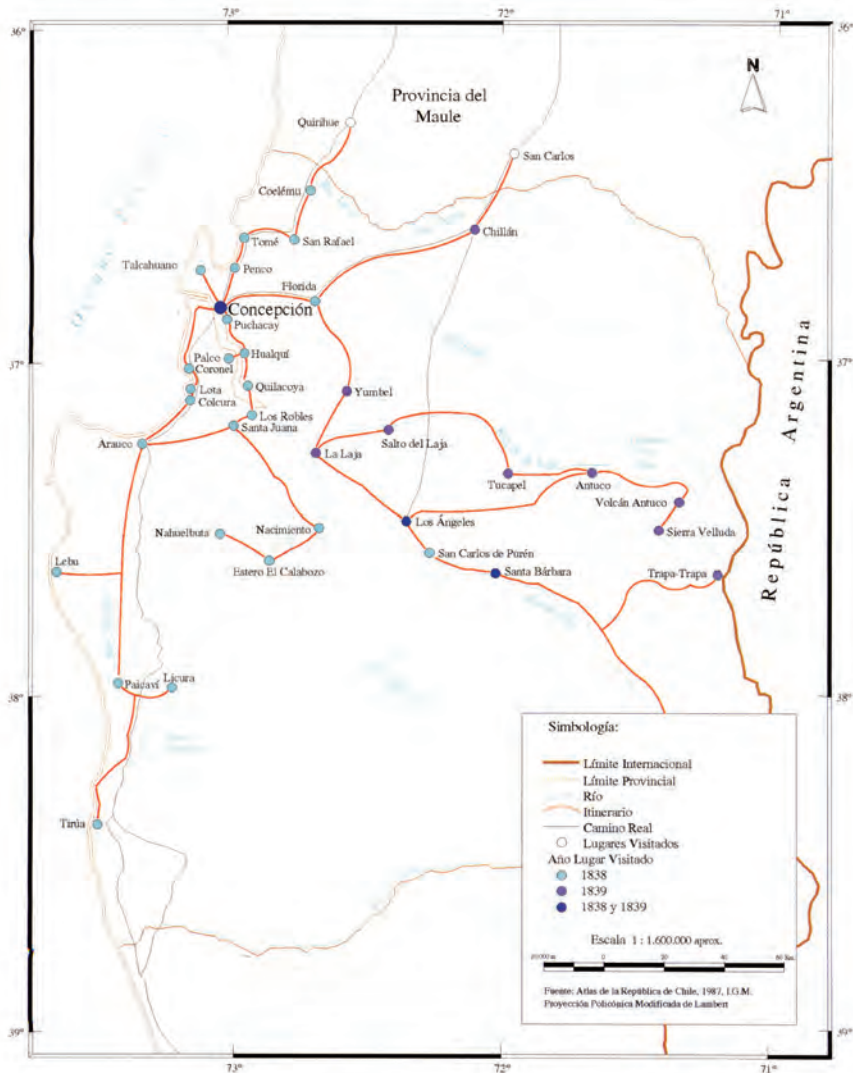 73°
72°
71°
36°
36°
N
Provincia del
Maule
Quirihue
San Carlos
Coelému
Chillán
Tomé
San Rafael
Talcahuano
Penco
Florida
Concepción
Puchacay
37°
37°
Palco
Hualquí
Coronel
Lota
Quilacoya
Yumbel
Colcura
Los Robles
Santa Juana
Salto del Laja
Arauco
La Laja
Tucapel
Antuco
Volcán Antuco
Los Ángeles
Nahuelbuta
Nacimiento
Sierra Velluda
San Carlos de Purén
Lebu
Estero El Calabozo
Santa Bárbara
Trapa-Trapa
República Argentina
Paicaví
Licura
38°
38°
Tirúa
Simbología:
Límite Internacional
Límite Provincial
Río
Itinerario
Camino Real
Lugares Visitados
Año Lugar Visitado
1838
1839
1838 y 1839
Escala 1 : 1.600.000 aprox.
0
20
40
Fuente: Atlas de la República de Chile, 1987, I.G.M.
Proyección Policónica Modificada de Lambert
39°
39°
73°
72°
71°